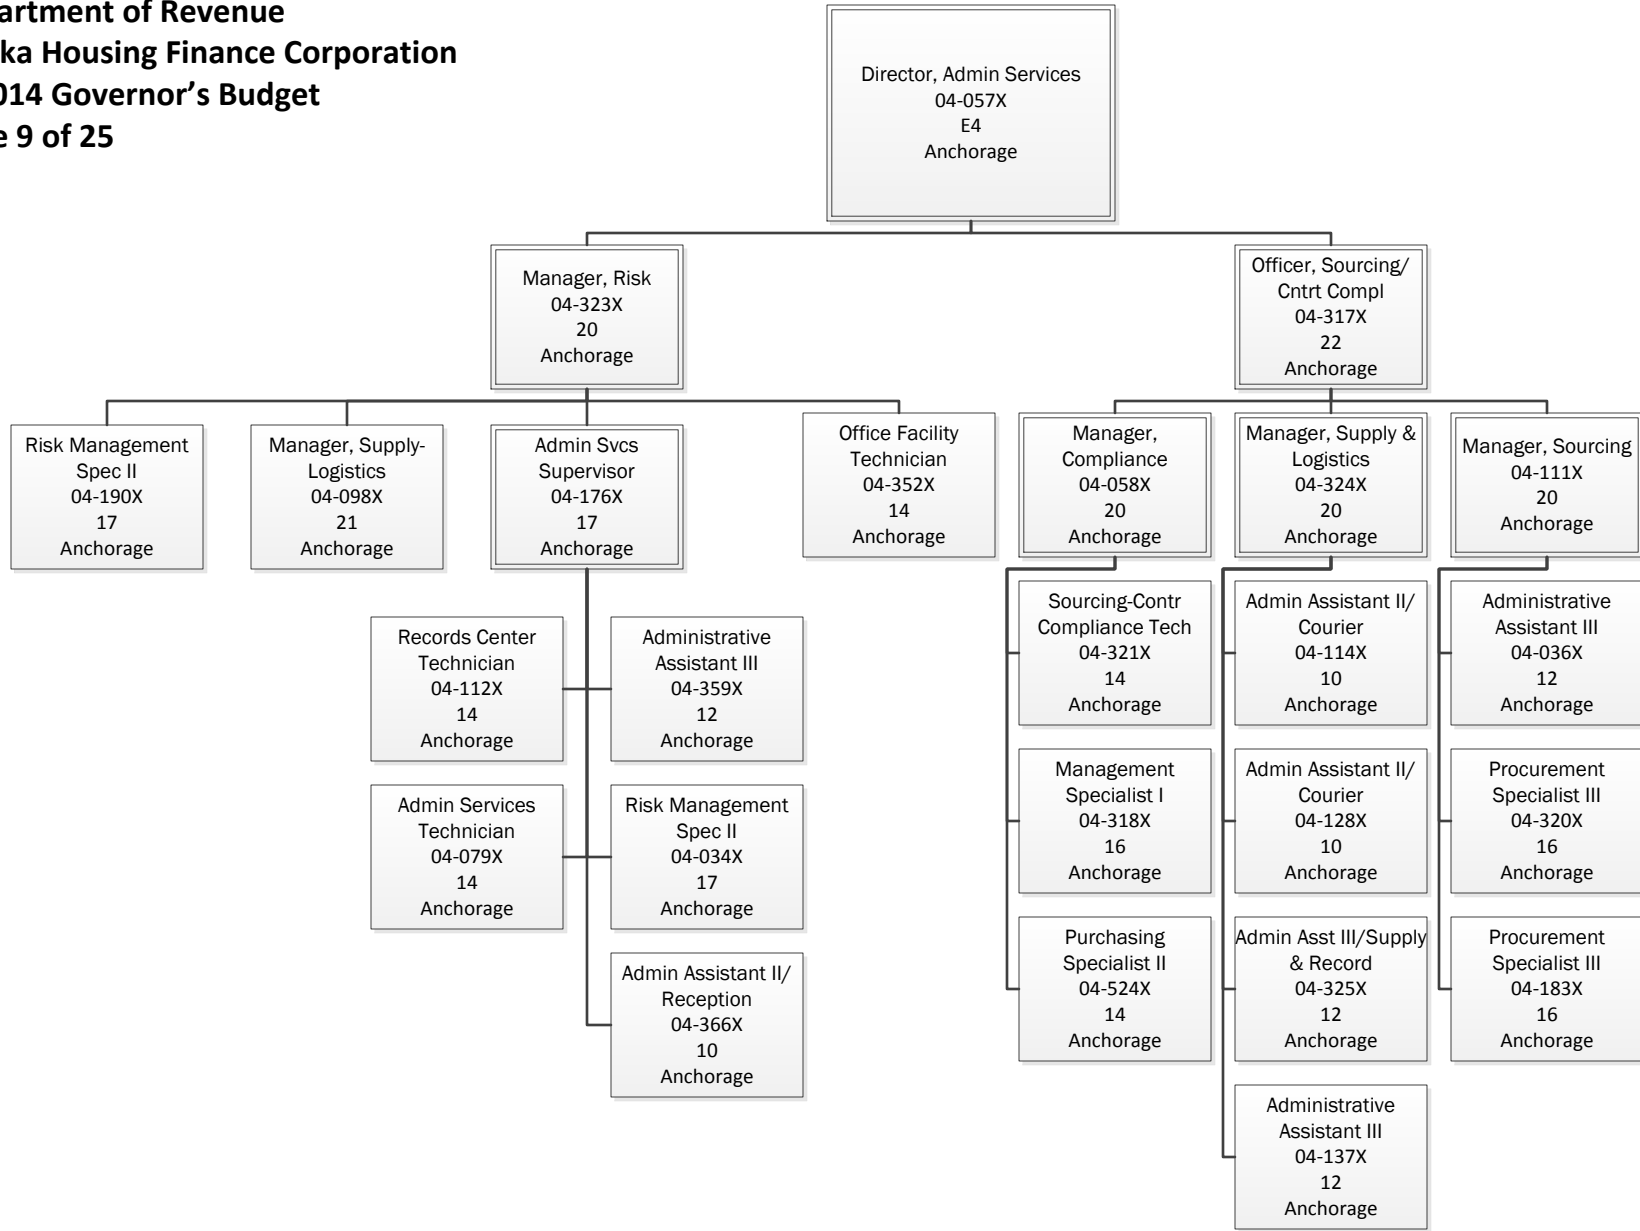 artment of Revenue
ka Housing Finance Corporation
014 Governor’s Budget
e 9 of 25
Director, Admin Services
04-057X
E4
Anchorage
Manager, Risk
04-323X
20
Anchorage
Officer, Sourcing/
Cntrt Compl
04-317X
22
Anchorage
Risk Management
Spec II
04-190X
17
Anchorage
Manager, Supply-
Logistics
04-098X
21
Anchorage
Admin Svcs
Supervisor
04-176X
17
Anchorage
Office Facility
Technician
04-352X
14
Anchorage
Manager,
Compliance
04-058X
20
Anchorage
Manager, Supply &
Logistics
04-324X
20
Anchorage
Manager, Sourcing
04-111X
20
Anchorage
Records Center
Technician
04-112X
14
Anchorage
Administrative
Assistant III
04-359X
12
Anchorage
Admin Services
Technician
04-079X
14
Anchorage
Risk Management
Spec II
04-034X
17
Anchorage
Admin Assistant II/
Reception
04-366X
10
Anchorage
Sourcing-Contr
Compliance Tech
04-321X
14
Anchorage
Management
Specialist I
04-318X
16
Anchorage
Purchasing
Specialist II
04-524X
14
Anchorage
Admin Assistant II/
Courier
04-114X
10
Anchorage
Admin Assistant II/
Courier
04-128X
10
Anchorage
Admin Asst III/Supply
& Record
04-325X
12
Anchorage
Administrative
Assistant III
04-137X
12
Anchorage
Administrative
Assistant III
04-036X
12
Anchorage
Procurement
Specialist III
04-320X
16
Anchorage
Procurement
Specialist III
04-183X
16
Anchorage